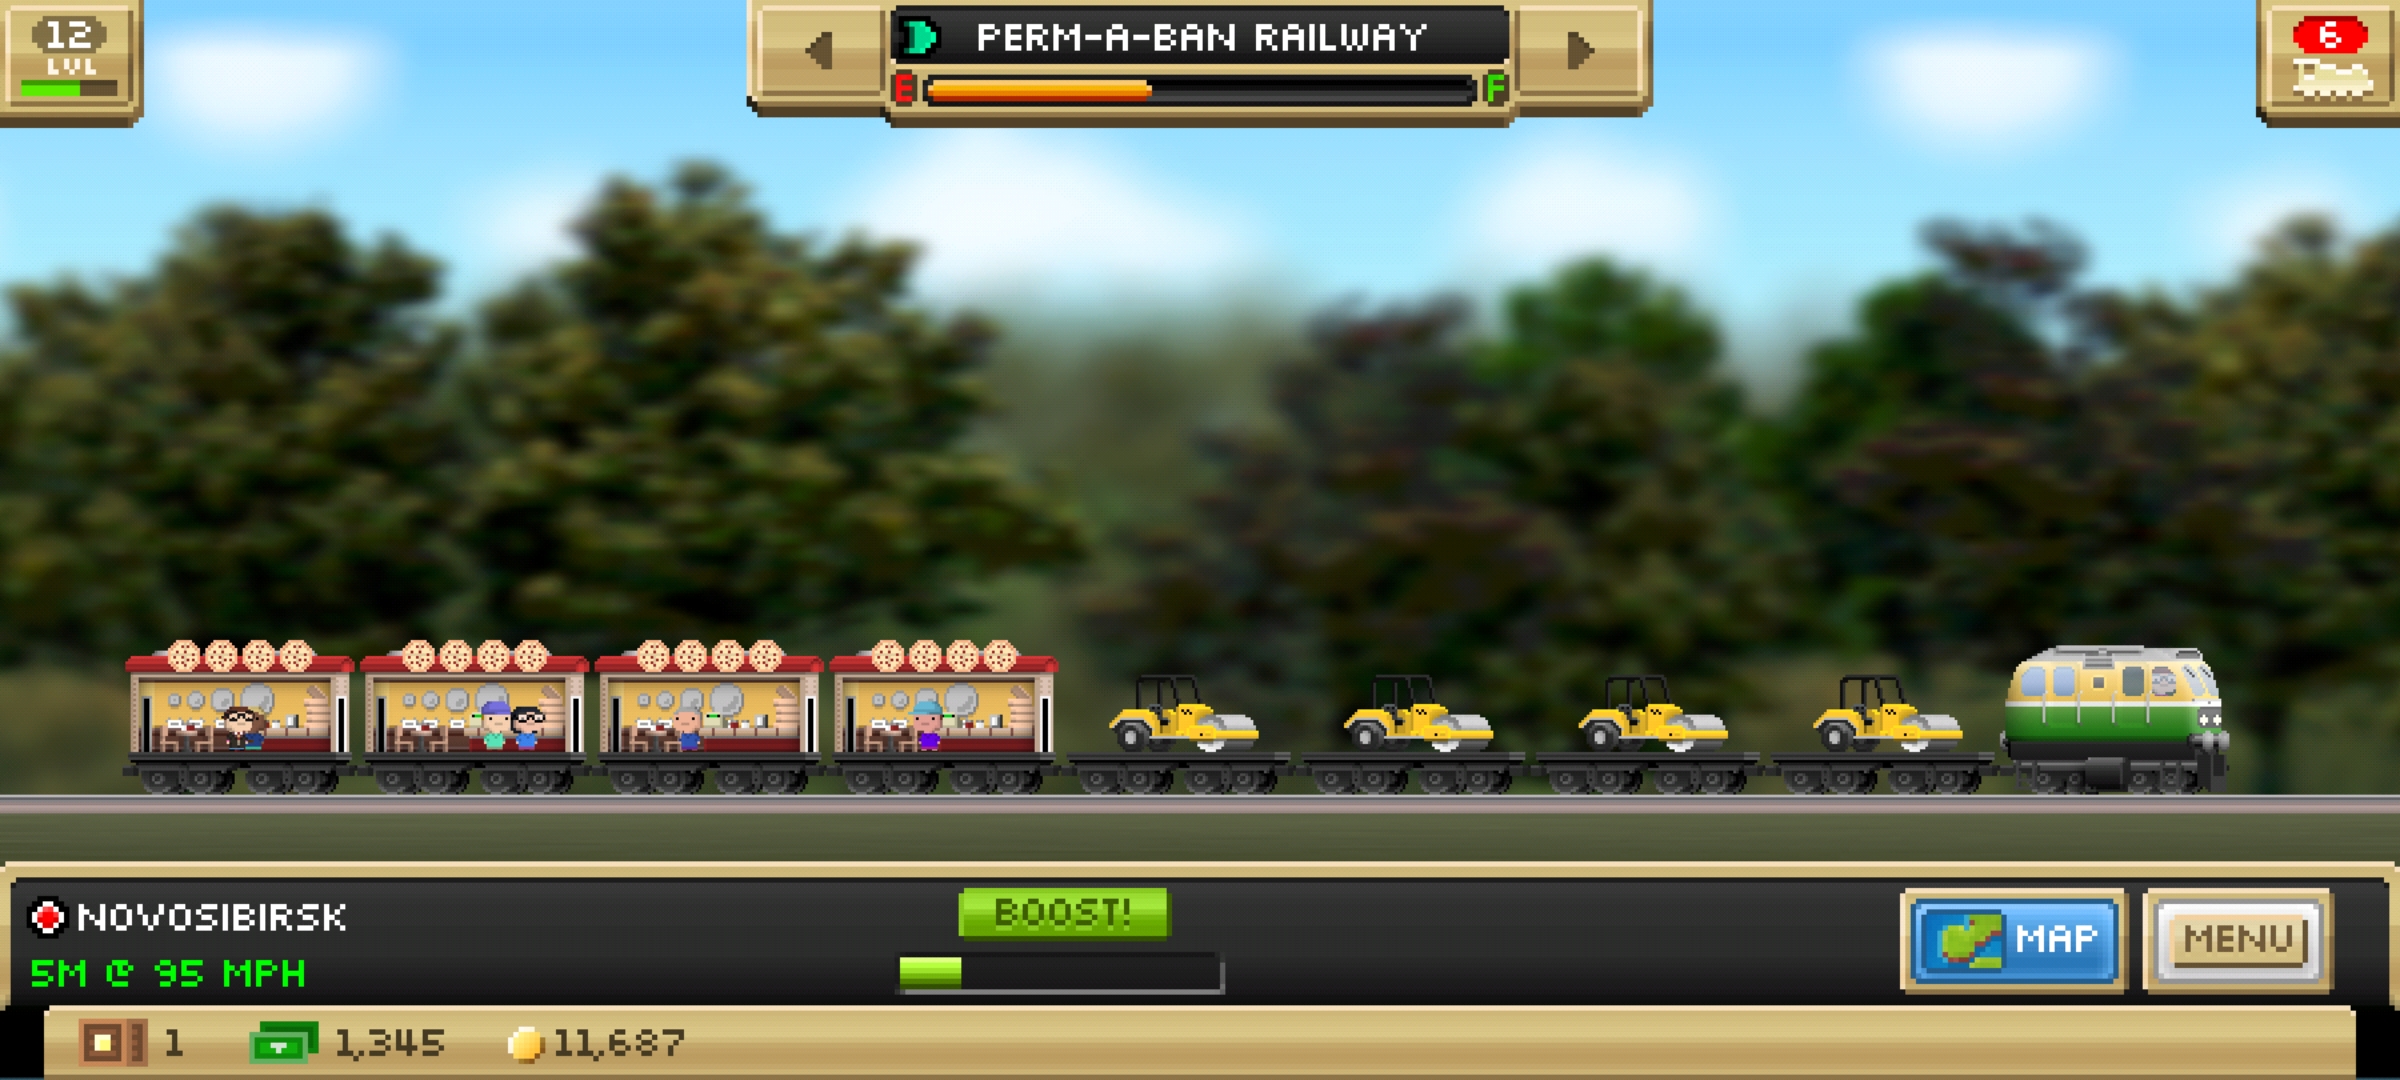 12
LVL
PERM-A-BAN RAILWAY
E F
6
NOVOSIBIRSK
5M @ 95 MPH
BOOST!
MAP
MENU
1 1,345 11,687